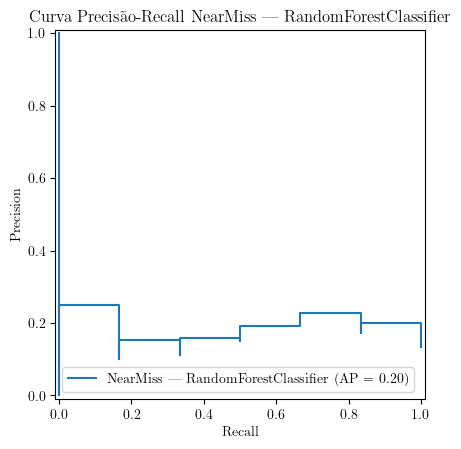 Curva Precisão-Recall NearMiss — RandomForestClassifier
1.0
0.8
0.6
0.4
0.2
0.0
Precision
NearMiss — RandomForestClassifier (AP = 0.20)
0.0 0.2 0.4 0.6 0.8 1.0
Recall